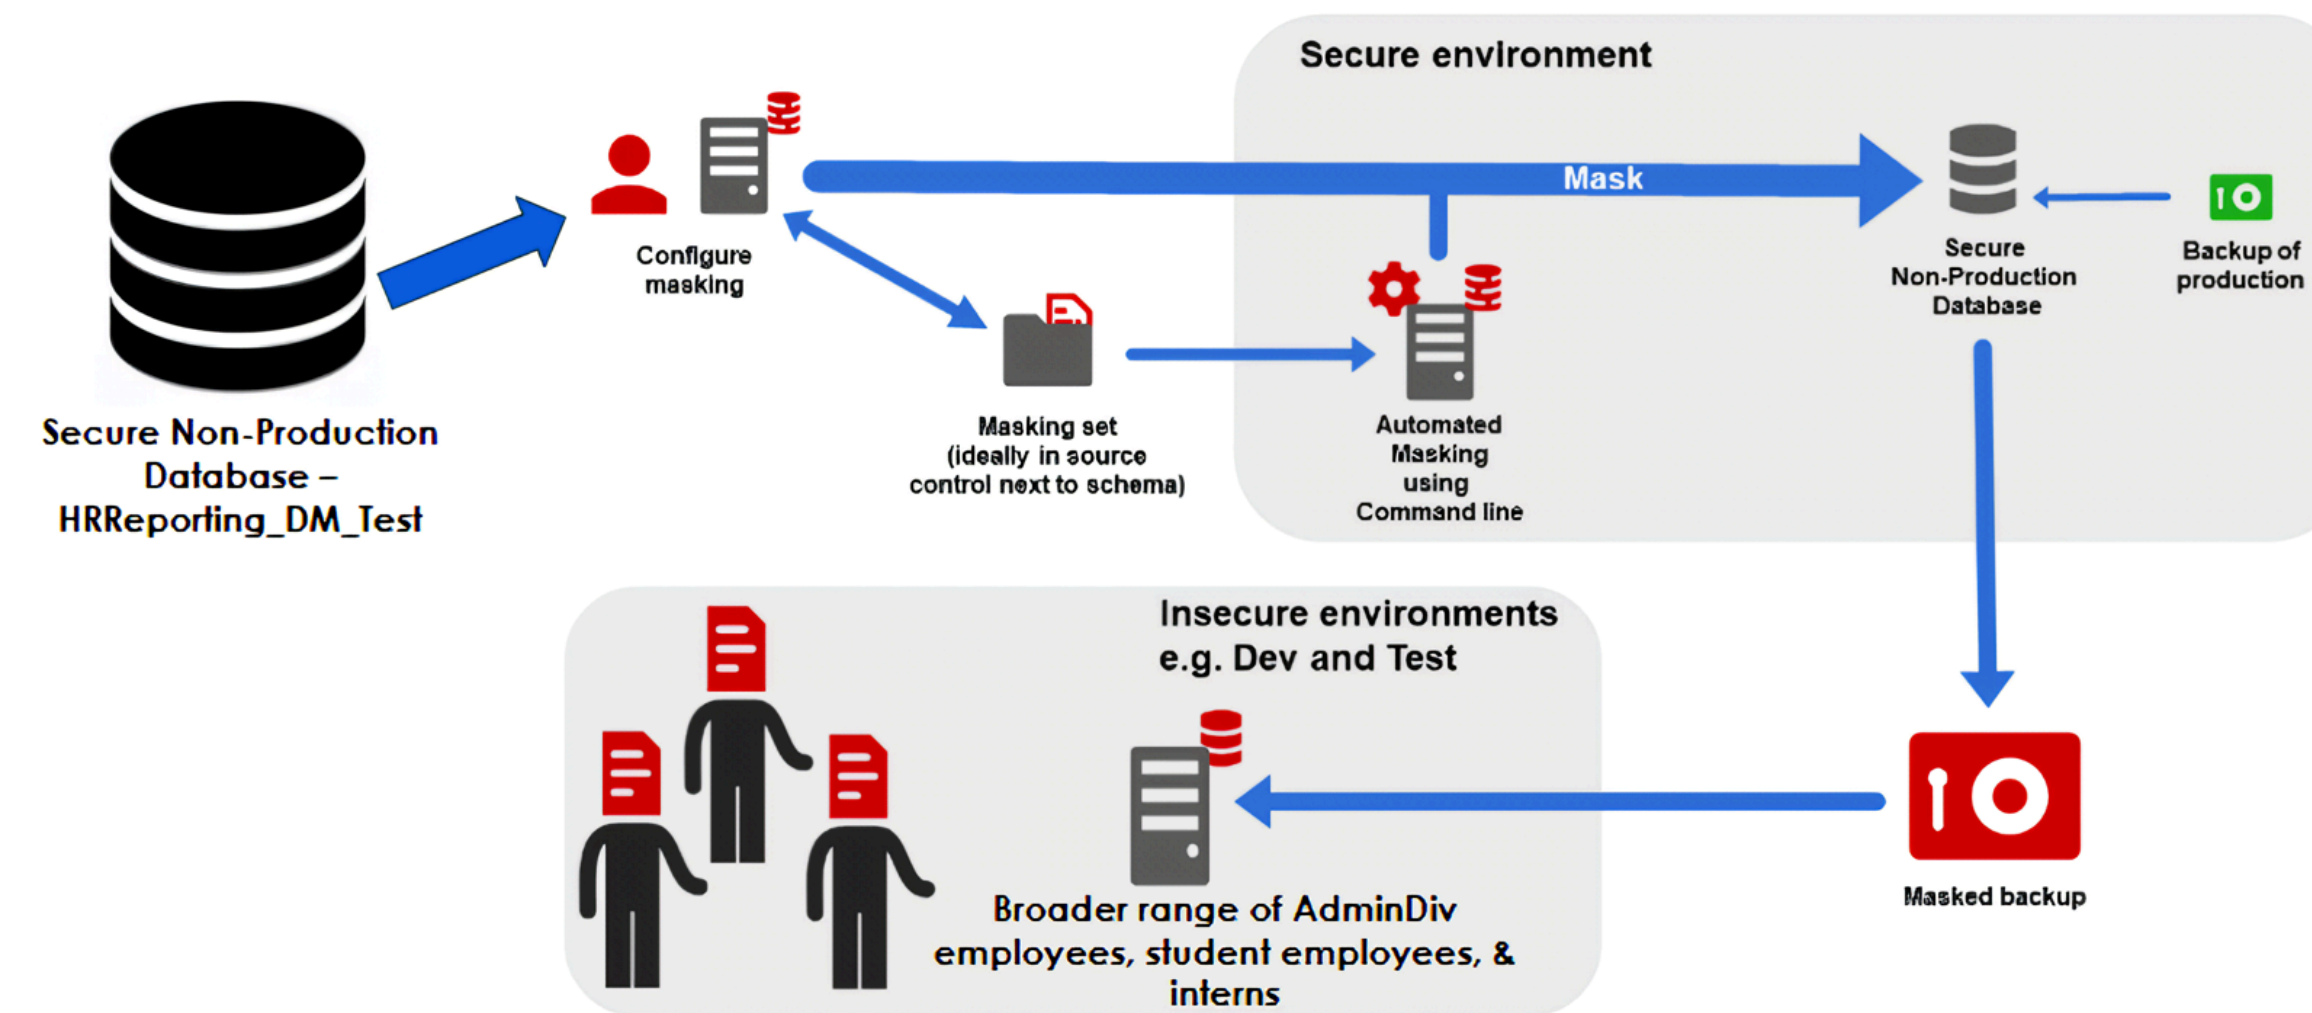 Secure environment
Mask
Configure
masking
Secure
Non-Production
Database
Backup of
production
Secure Non-Production
Database –
HRReporting_DM_Test
Masking set
(ideally in source
control next to schema)
Automated
Masking
using
Command line
Insecure environments
e.g. Dev and Test
Broader range of AdminDiv
employees, student employees, &
interns
Masked backup